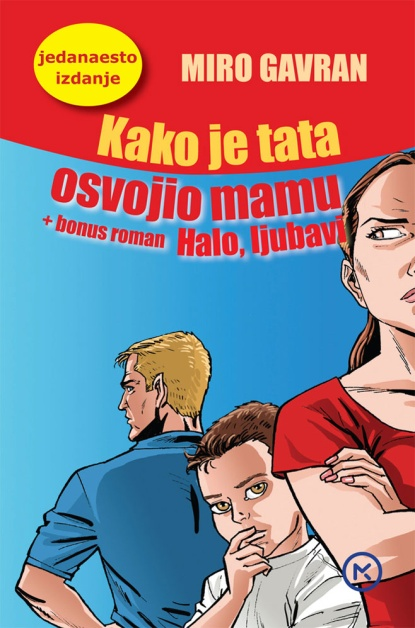 jedanaesto
izdanje
MIRO GAVRAN
Kako je tata
osvojio mamu
+ bonus roman Halo, ljubavi